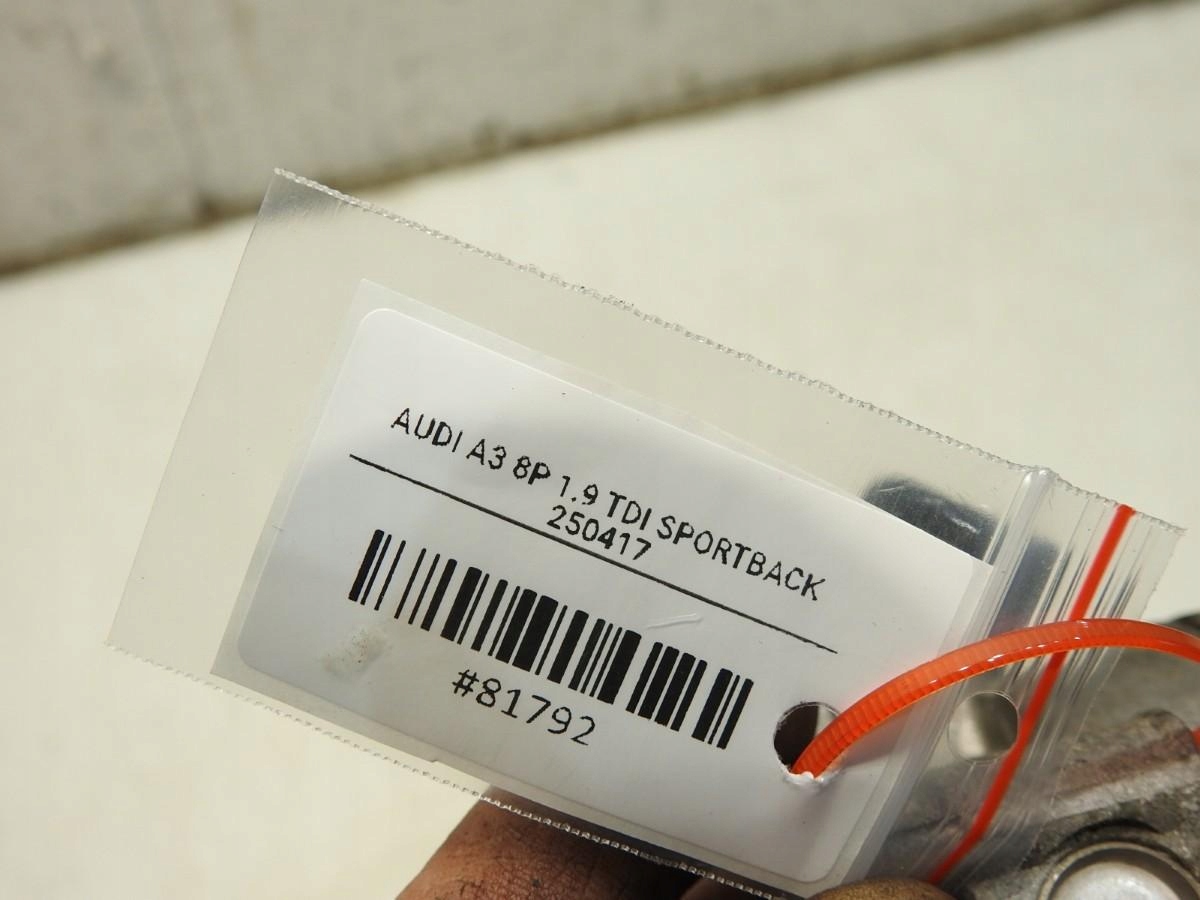 AUDI A3 8P 1.9 TDI SPORTBACK
250417
#81792